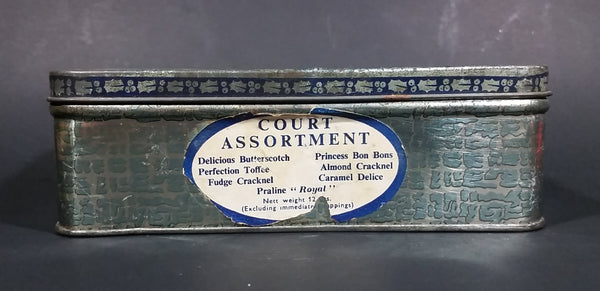 COURT
ASSORTMENT
Delicious Butterscotch Princess Bon Bons
Perfection Toffee Almond Cracknel
Fudge Cracknel Caramel Delice
Praline "Royal"
Nett weight 12
(Excluding immediate